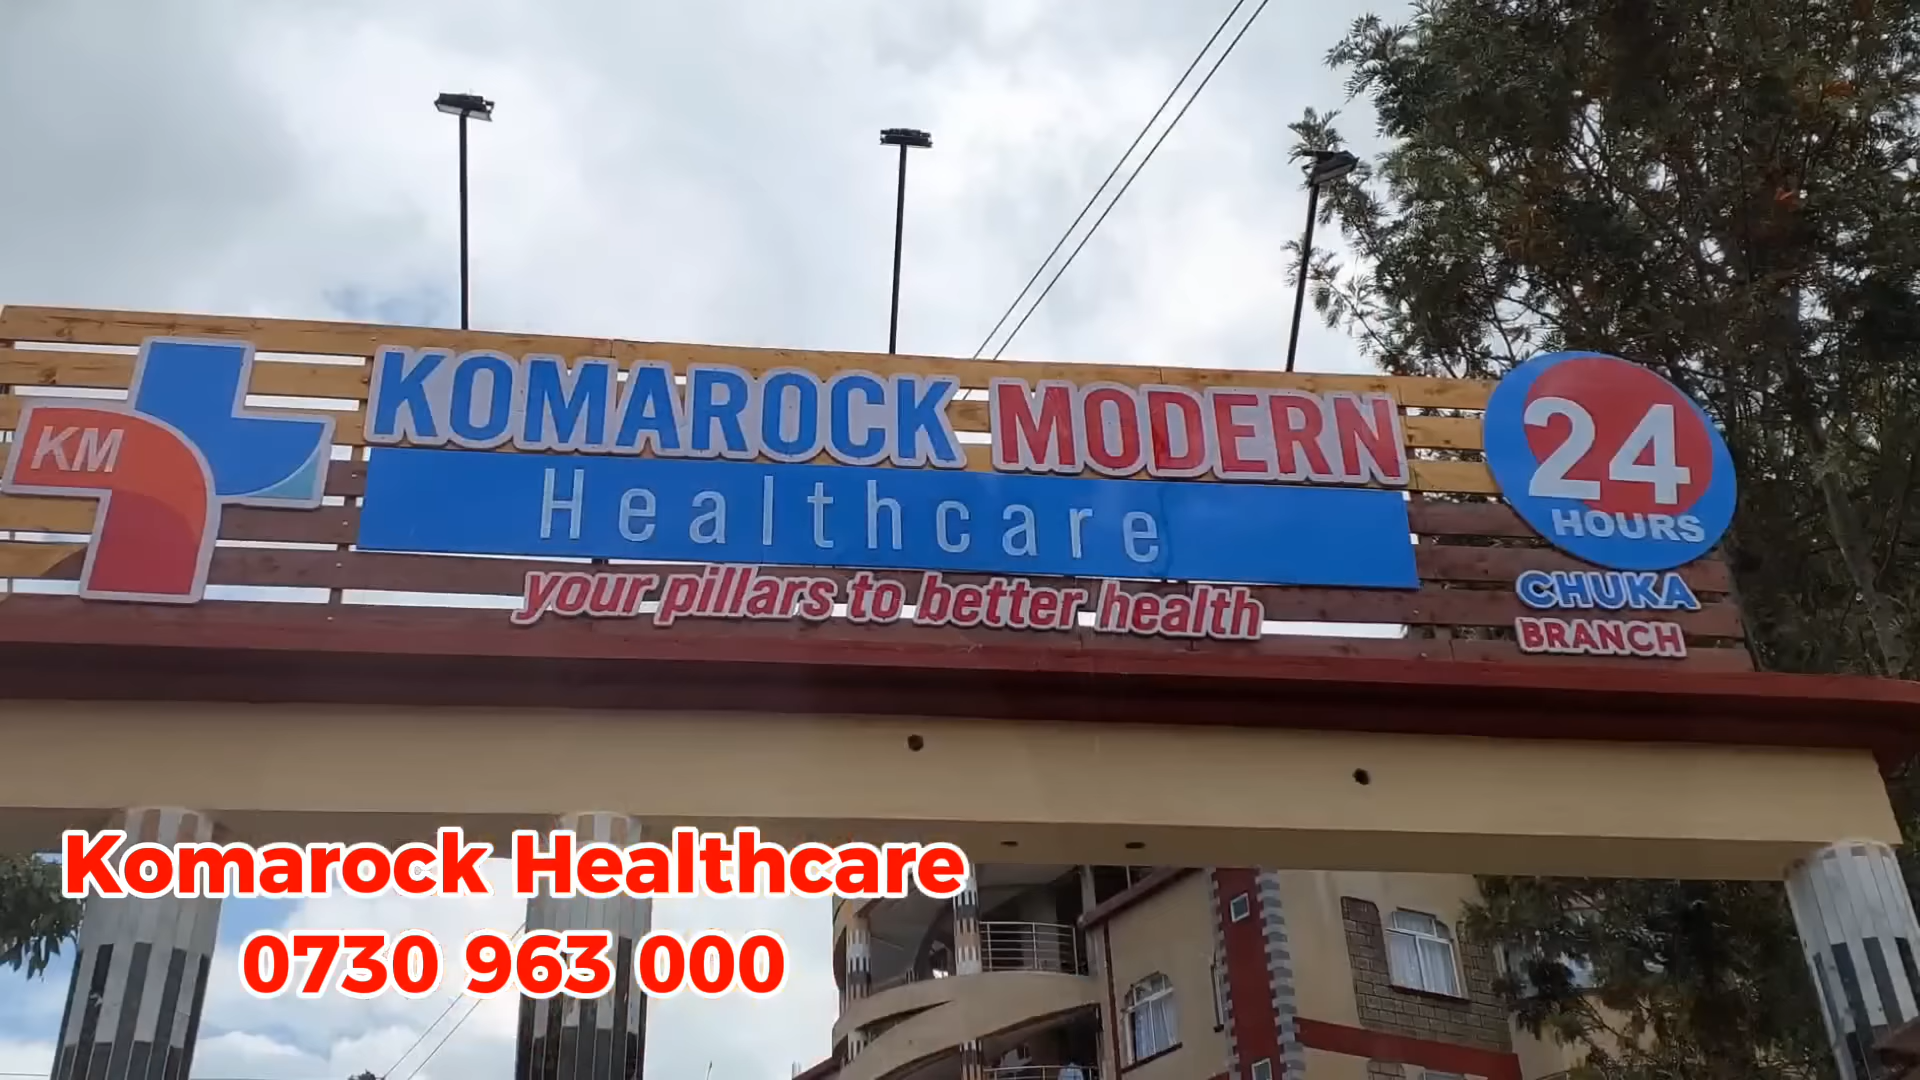 KM
KOMAROCK MODERN
Healthcare
your pillars to better health
24
HOURS
CHUKA
BRANCH
Komarock Healthcare
0730 963 000